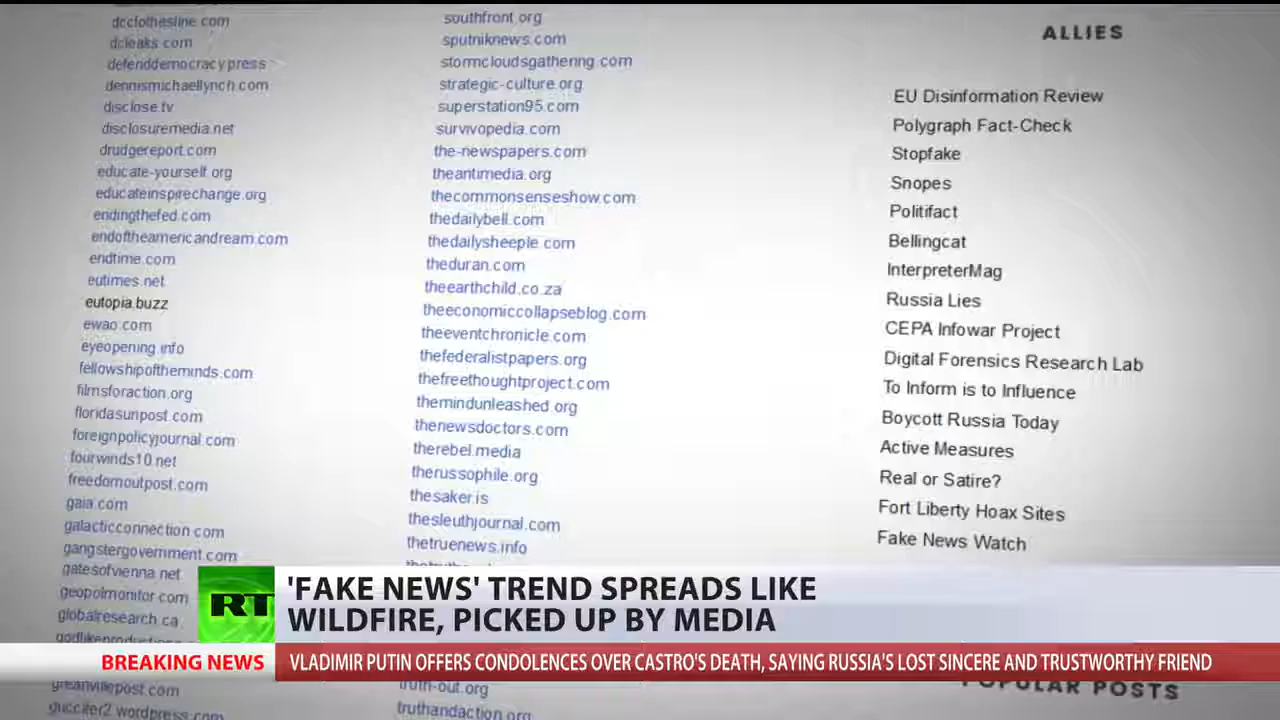 dcclothesline.com
dcleaks.com
defenddemocracy.press
dennismichaellynch.com
disclose.tv
disclosuremedia.net
drudgereport.com
educate-yourself.org
educateinspirechange.org
endingthefed.com
endoftheamericandream.com
endtime.com
eutimes.net
eutopia.buzz
ewao.com
eyeopening.info
fellowshipoftheminds.com
filmsforaction.org
floridasunpost.com
foreignpolicyjournal.com
fourwinds10.net
freedomoutpost.com
gaia.com
galacticconnection.com
gangstergovernment.com
gatesofvienna.net
geopolmonitor.com
globalresearch.ca
greanvillepost.com
guccifer2.wordpress.com
southfront.org
sputniknews.com
stormcloudsgathering.com
strategic-culture.org
superstation95.com
survivopedia.com
the-newspapers.com
theantimedia.org
thecommonsenseshow.com
thedailybell.com
thedailysheeple.com
theduran.com
theearthchild.co.za
theeconomiccollapseblog.com
theeventchronicle.com
thefederalistpapers.org
thefreethoughtproject.com
themindunleashed.org
thenewsdoctors.com
therebel.media
therussophile.org
thesaker.is
thesleuthjournal.com
thetruenews.info
truth-out.org
truthandaction.org
ALLIES
EU Disinformation Review
Polygraph Fact-Check
Stopfake
Snopes
Politifact
Bellingcat
InterpreterMag
Russia Lies
CEPA Infowar Project
Digital Forensics Research Lab
To Inform is to Influence
Boycott Russia Today
Active Measures
Real or Satire?
Fort Liberty Hoax Sites
Fake News Watch
POPULAR POSTS
RT
'FAKE NEWS' TREND SPREADS LIKE
WILDFIRE, PICKED UP BY MEDIA
BREAKING NEWS
VLADIMIR PUTIN OFFERS CONDOLENCES OVER CASTRO'S DEATH, SAYING RUSSIA'S LOST SINCERE AND TRUSTWORTHY FRIEND